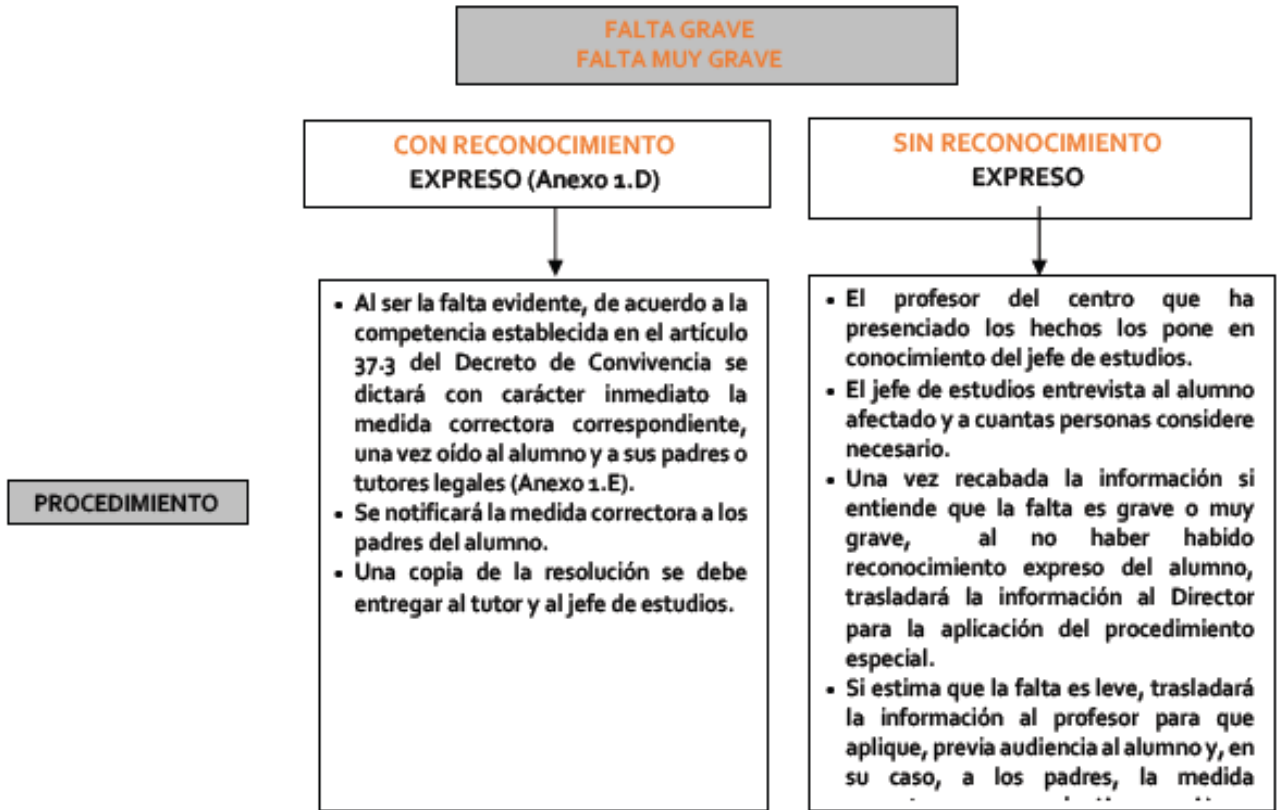 FALTA GRAVE
FALTA MUY GRAVE
CON RECONOCIMIENTO
EXPRESO (Anexo 1.D)
SIN RECONOCIMIENTO
EXPRESO
PROCEDIMIENTO
• Al ser la falta evidente, de acuerdo a la
competencia establecida en el artículo
37.3 del Decreto de Convivencia se
dictará con carácter inmediato la
medida correctora correspondiente,
una vez oído al alumno y a sus padres o
tutores legales (Anexo 1.E).
• Se notificará la medida correctora a los
padres del alumno.
• Una copia de la resolución se debe
entregar al tutor y al jefe de estudios.
• El profesor del centro que ha
presenciado los hechos los pone en
conocimiento del jefe de estudios.
• El jefe de estudios entrevista al alumno
afectado y a cuantas personas considere
necesario.
• Una vez recabada la información si
entiende que la falta es grave o muy
grave, al no haber habido
reconocimiento expreso del alumno,
trasladará la información al Director
para la aplicación del procedimiento
especial.
• Si estima que la falta es leve, trasladará
la información al profesor para que
aplique, previa audiencia al alumno y, en
su caso, a los padres, la medida